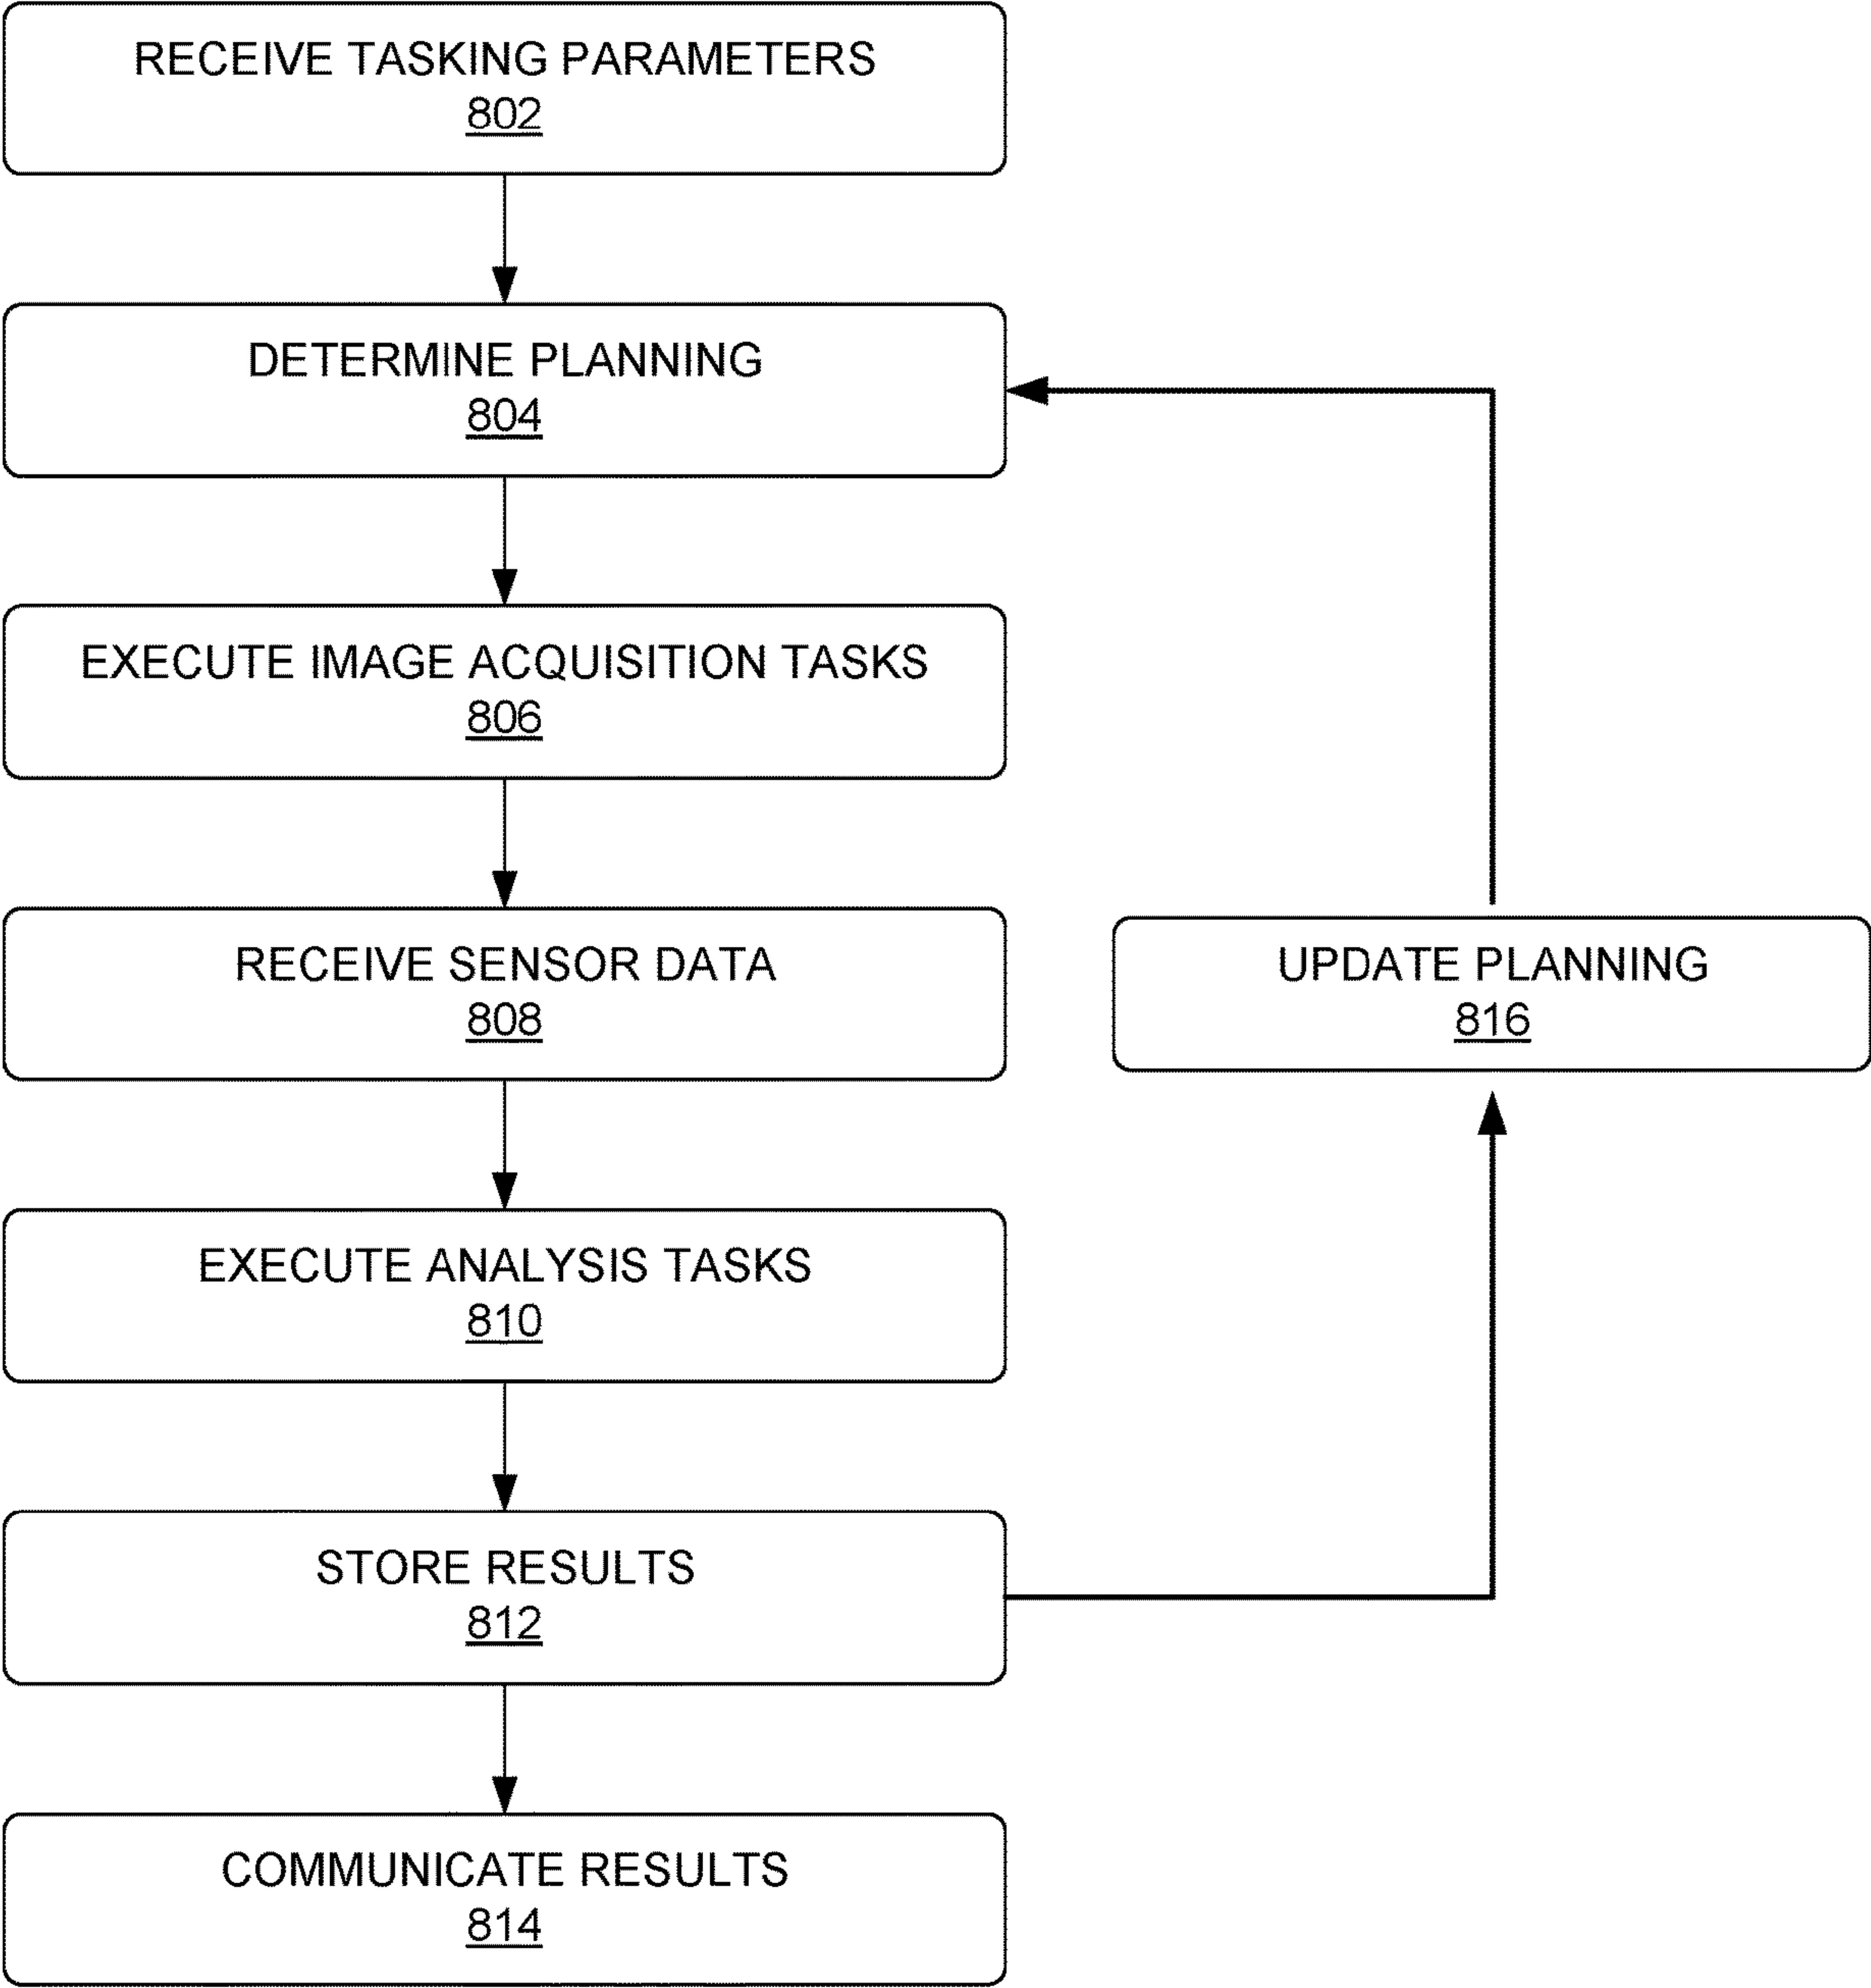 RECEIVE TASKING PARAMETERS
802
DETERMINE PLANNING
804
EXECUTE IMAGE ACQUISITION TASKS
806
RECEIVE SENSOR DATA
808
UPDATE PLANNING
816
EXECUTE ANALYSIS TASKS
810
STORE RESULTS
812
COMMUNICATE RESULTS
814